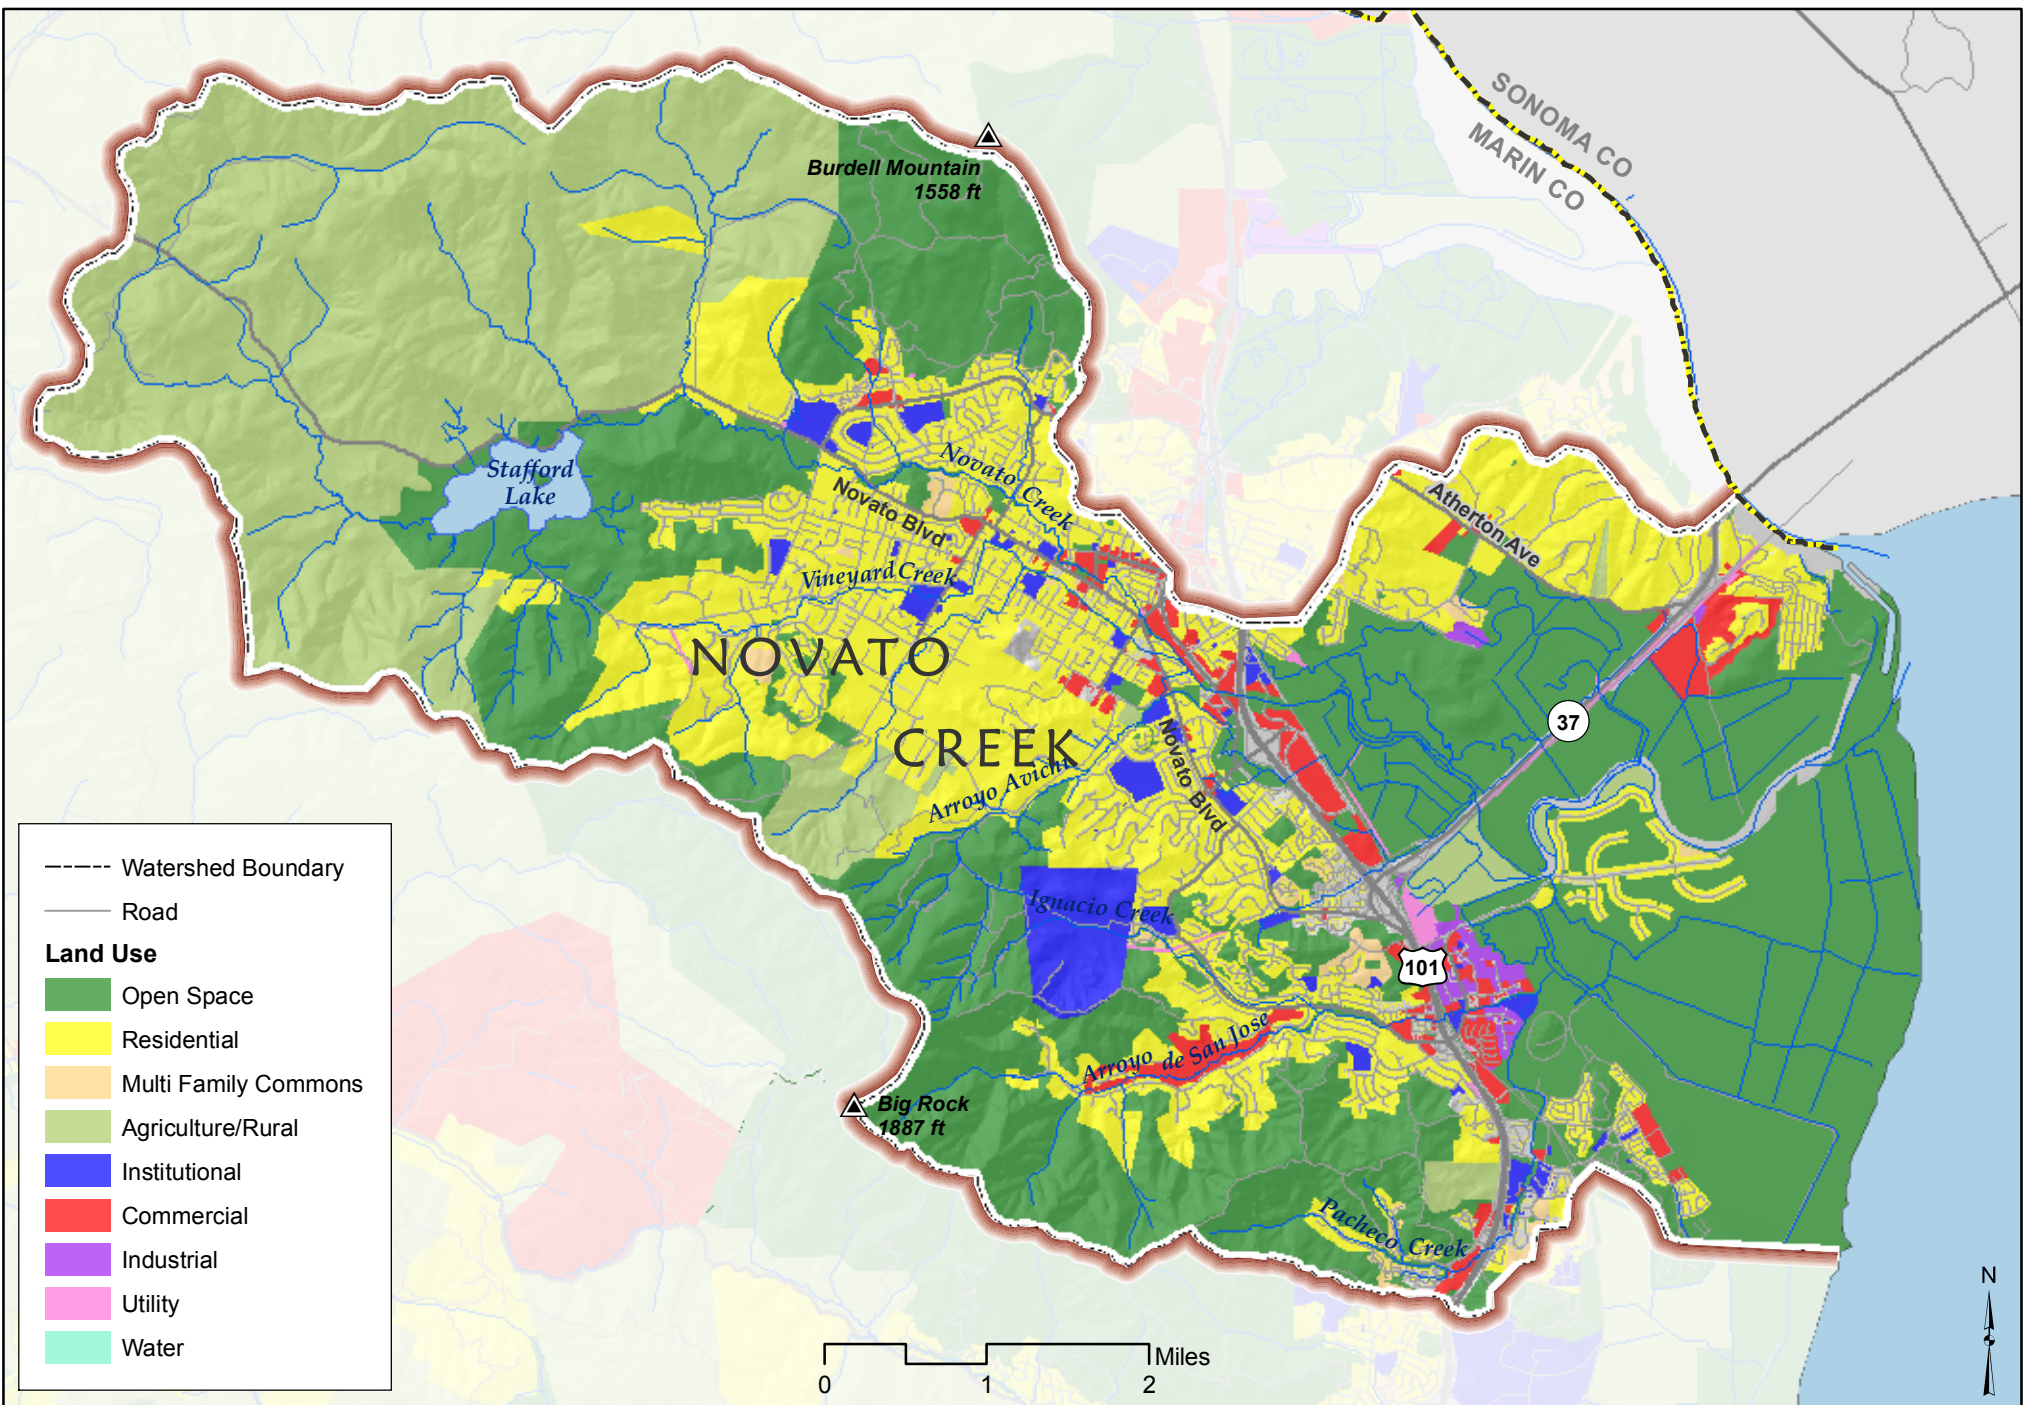 SONOMA CO
MARIN CO
Burdell Mountain
1558 ft
Stafford
Lake
Novato Creek
Novato Blvd
Atherton Ave
Vineyard Creek
NOVATO
CREEK
37
Novato Blvd
Arroyo Avichi
Ignacio Creek
101
Arroyo de San Jose
Big Rock
1887 ft
Pacheco Creek
Watershed Boundary
Road
Land Use
Open Space
Residential
Multi Family Commons
Agriculture/Rural
Institutional
Commercial
Industrial
Utility
Water
Miles
0 1 2
N